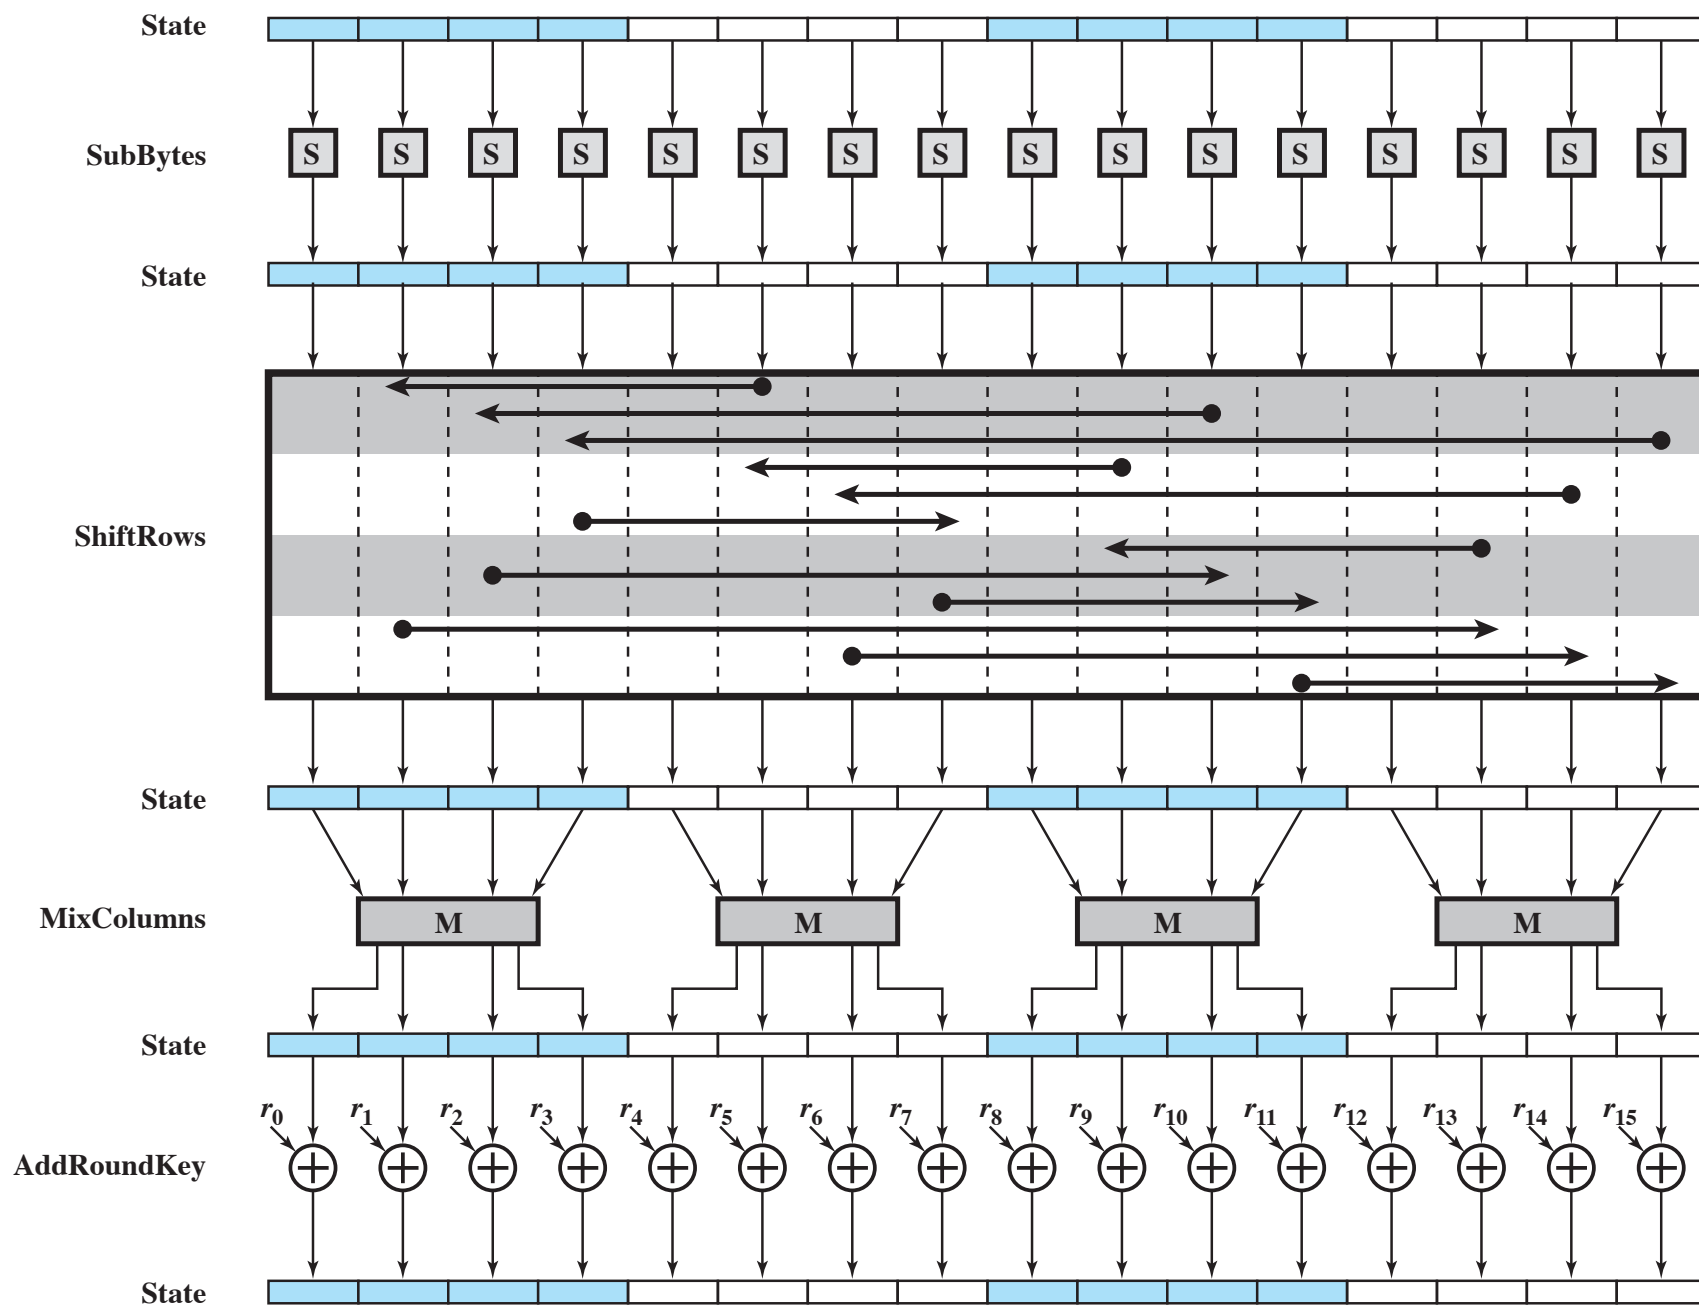 State
SubBytes S S S S S S S S S S S S S S S S
State
ShiftRows
State
MixColumns M M M M
State
r0 r1 r2 r3 r4 r5 r6 r7 r8 r9 r10 r11 r12 r13 r14 r15
AddRoundKey + + + + + + + + + + + + + + + +
State